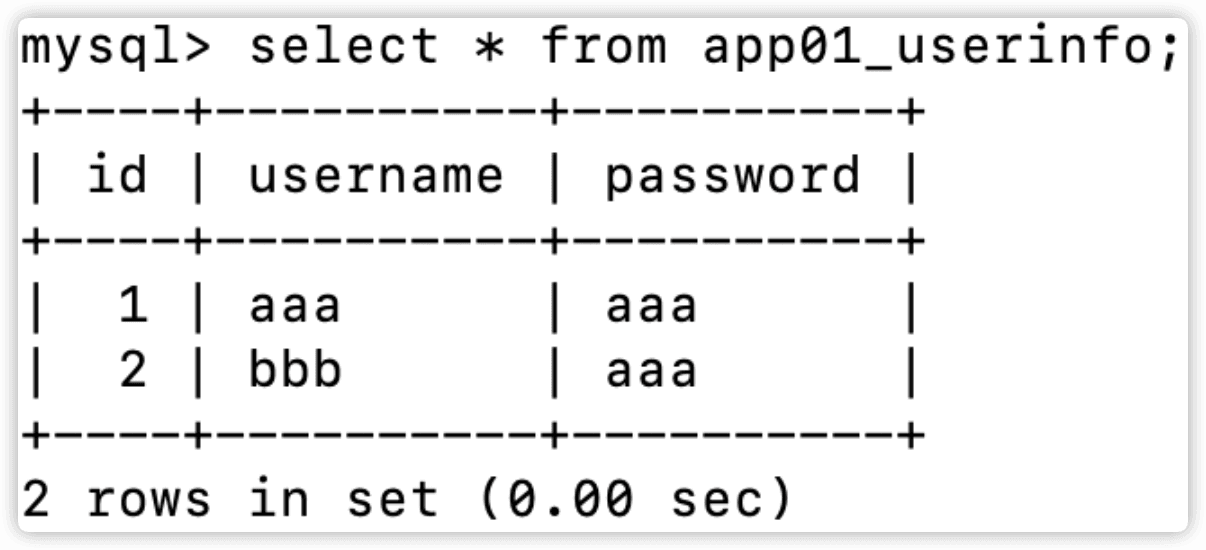 mysql> select * from app01_userinfo;
+----+----------+----------+
| id | username | password |
+----+----------+----------+
|  1 | aaa      | aaa      |
|  2 | bbb      | aaa      |
+----+----------+----------+
2 rows in set (0.00 sec)